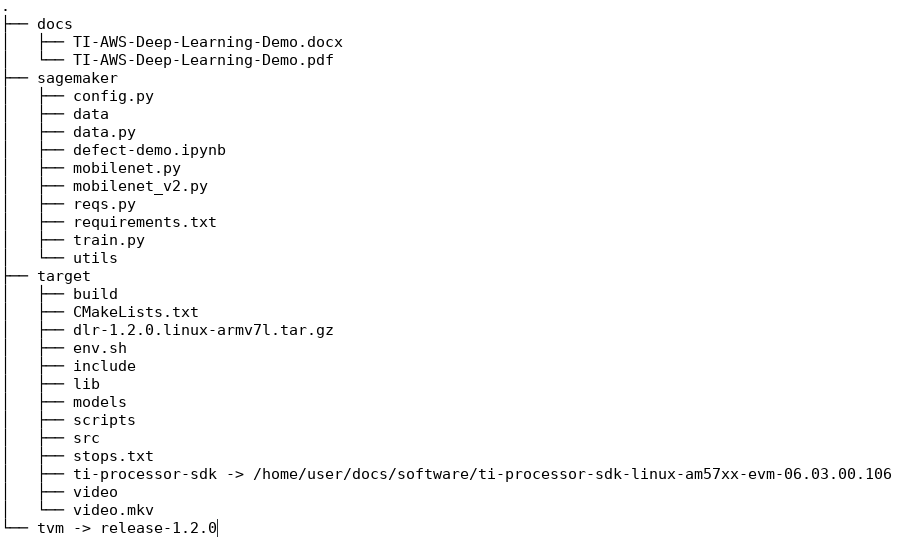 .
├── docs
│   ├── TI-AWS-Deep-Learning-Demo.docx
│   └── TI-AWS-Deep-Learning-Demo.pdf
├── sagemaker
│   ├── config.py
│   ├── data
│   ├── data.py
│   ├── defect-demo.ipynb
│   ├── mobilenet.py
│   ├── mobilenet_v2.py
│   ├── reqs.py
│   ├── requirements.txt
│   ├── train.py
│   └── utils
├── target
│   ├── build
│   ├── CMakeLists.txt
│   ├── dlr-1.2.0.linux-armv7l.tar.gz
│   ├── env.sh
│   ├── include
│   ├── lib
│   ├── models
│   ├── scripts
│   ├── src
│   ├── stops.txt
│   ├── ti-processor-sdk -> /home/user/docs/software/ti-processor-sdk-linux-am57xx-evm-06.03.00.106
│   ├── video
│   └── video.mkv
└── tvm -> release-1.2.0